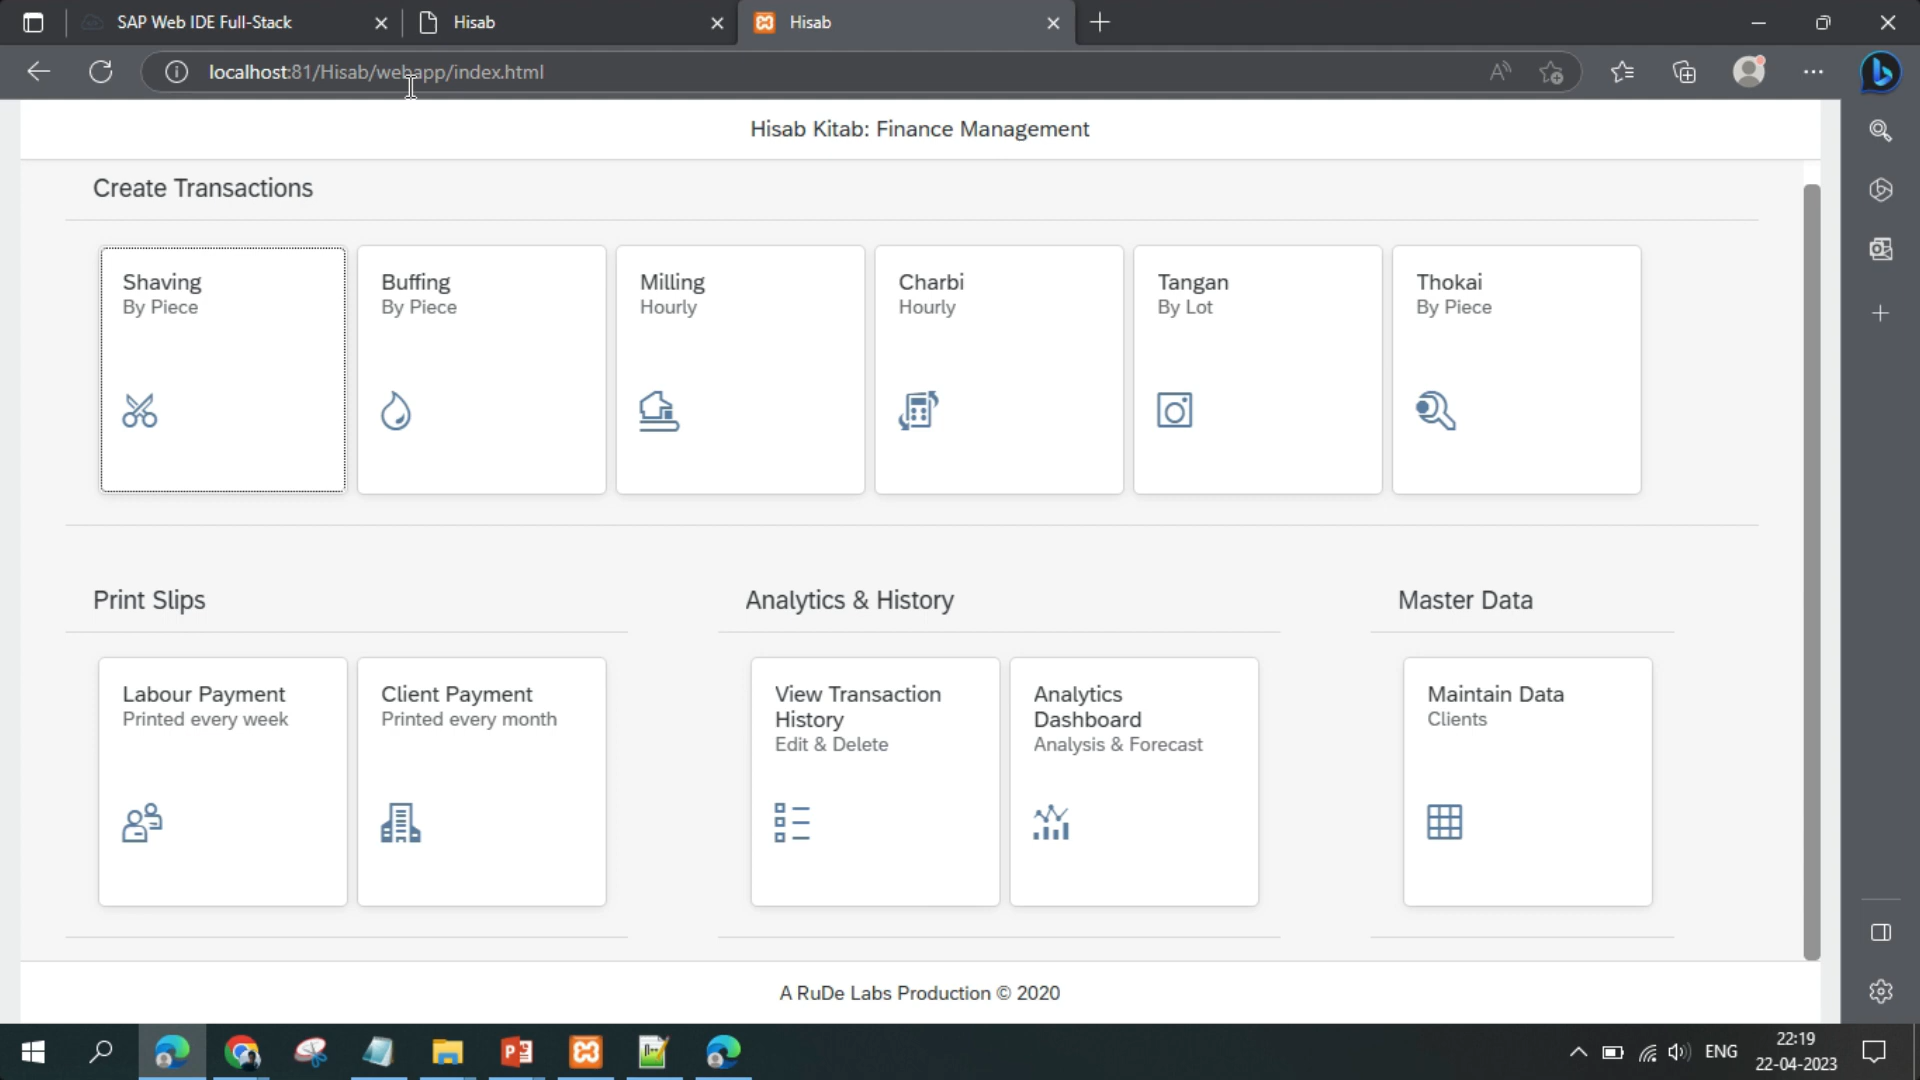 SAP Web IDE Full-Stack
Hisab
Hisab
localhost:81/Hisab/webapp/index.html
Hisab Kitab: Finance Management
Create Transactions
Shaving
By Piece
Buffing
By Piece
Milling
Hourly
Charbi
Hourly
Tangan
By Lot
Thokai
By Piece
Print Slips
Analytics & History
Master Data
Labour Payment
Printed every week
Client Payment
Printed every month
View Transaction
History
Edit & Delete
Analytics
Dashboard
Analysis & Forecast
Maintain Data
Clients
A RuDe Labs Production © 2020
ENG
22:19
22-04-2023